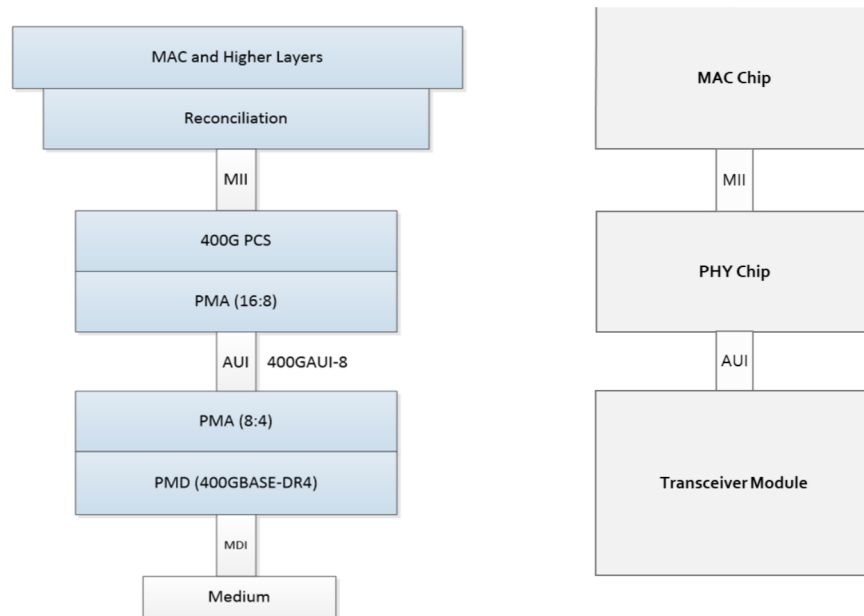 MAC and Higher Layers
Reconciliation
MII
400G PCS
PMA (16:8)
AUI 400GAUI-8
PMA (8:4)
PMD (400GBASE-DR4)
MDI
Medium
MAC Chip
MII
PHY Chip
AUI
Transceiver Module